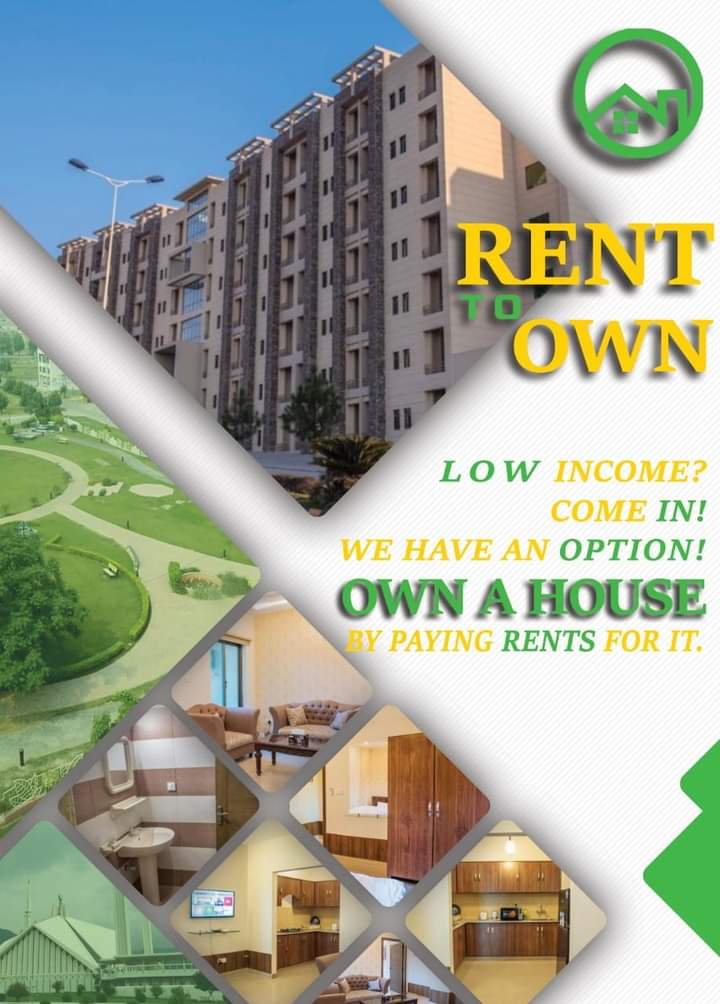 RENT
TO
OWN
LOW INCOME?
COME IN!
WE HAVE AN OPTION!
OWN A HOUSE
BY PAYING RENTS FOR IT.